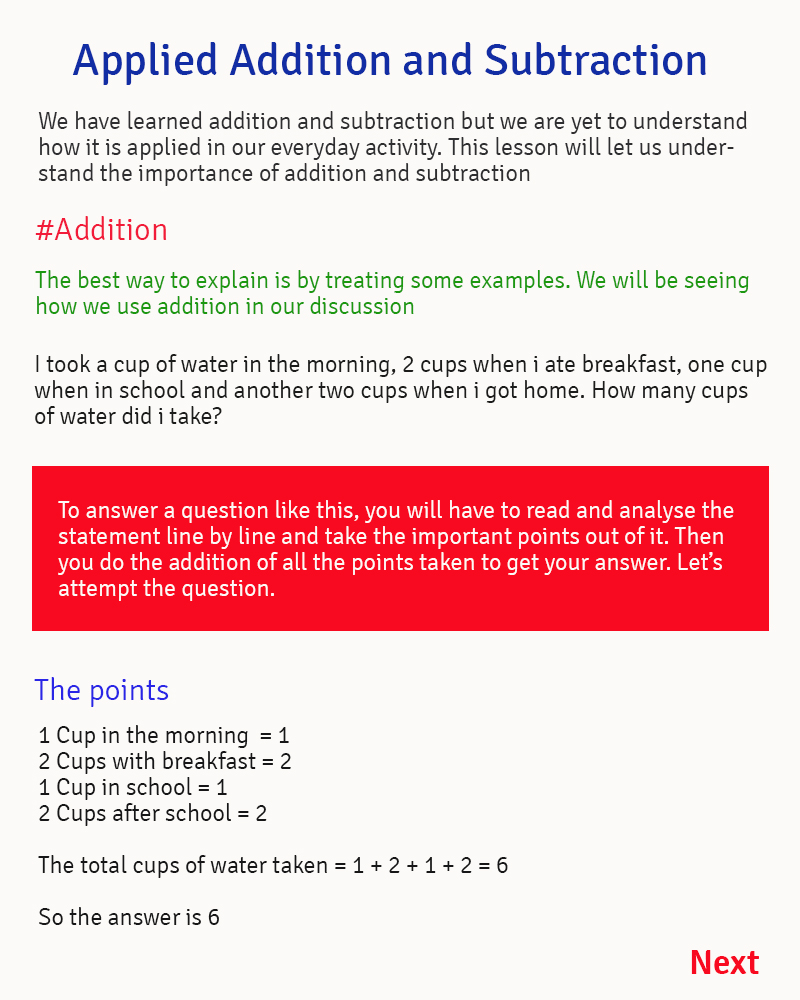 Applied Addition and Subtraction
We have learned addition and subtraction but we are yet to understand
how it is applied in our everyday activity. This lesson will let us under-
stand the importance of addition and subtraction
#Addition
The best way to explain is by treating some examples. We will be seeing
how we use addition in our discussion
I took a cup of water in the morning, 2 cups when i ate breakfast, one cup
when in school and another two cups when i got home. How many cups
of water did i take?
To answer a question like this, you will have to read and analyse the
statement line by line and take the important points out of it. Then
you do the addition of all the points taken to get your answer. Let’s
attempt the question.
The points
1 Cup in the morning  = 1
2 Cups with breakfast = 2
1 Cup in school = 1
2 Cups after school = 2
The total cups of water taken = 1 + 2 + 1 + 2 = 6
So the answer is 6
Next